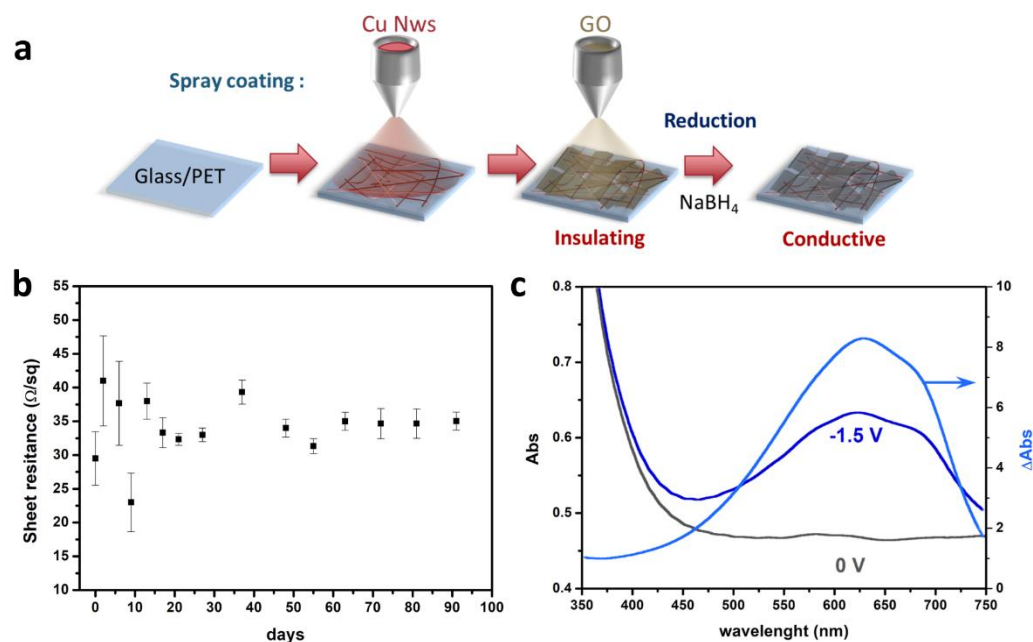 a
Cu Nws
GO
Spray coating :
Reduction
Glass/PET
NaBH₄
Insulating
Conductive
b
55
50
45
40
35
30
25
20
15
10
Sheet resitance (Ω/sq)
0 10 20 30 40 50 60 70 80 90 100
days
c
0.8
0.7
0.6
0.5
0.4
Abs
-1.5 V
0 V
10
8
6
4
2
0
ΔAbs
350 400 450 500 550 600 650 700 750
wavelenght (nm)